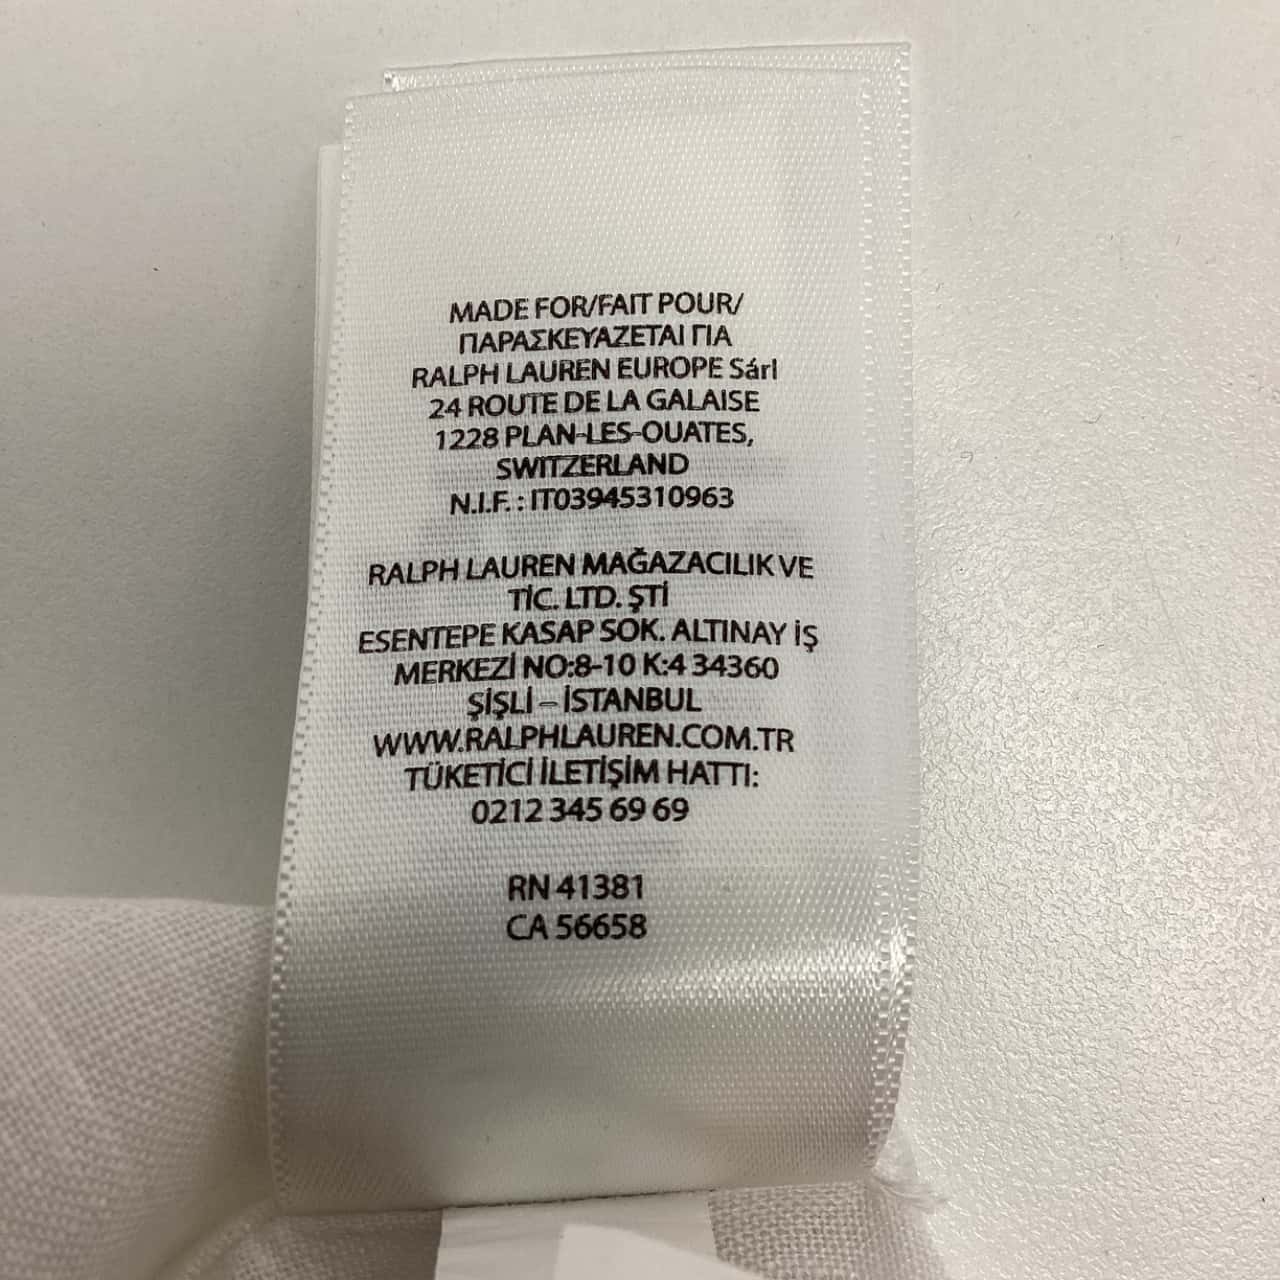 MADE FOR/FAIT POUR/
ΠΑΡΑΣΚΕΥΑΖΕΤΑΙ ΓΙΑ
RALPH LAUREN EUROPE Sárl
24 ROUTE DE LA GALAISE
1228 PLAN-LES-OUATES,
SWITZERLAND
N.I.F. : IT03945310963
RALPH LAUREN MAĞAZACILIK VE
TİC. LTD. ŞTİ
ESENTEPE KASAP SOK. ALTINAY İŞ
MERKEZİ NO:8-10 K:4 34360
ŞİŞLİ – İSTANBUL
WWW.RALPHLAUREN.COM.TR
TÜKETİCİ İLETİŞİM HATTI:
0212 345 69 69
RN 41381
CA 56658